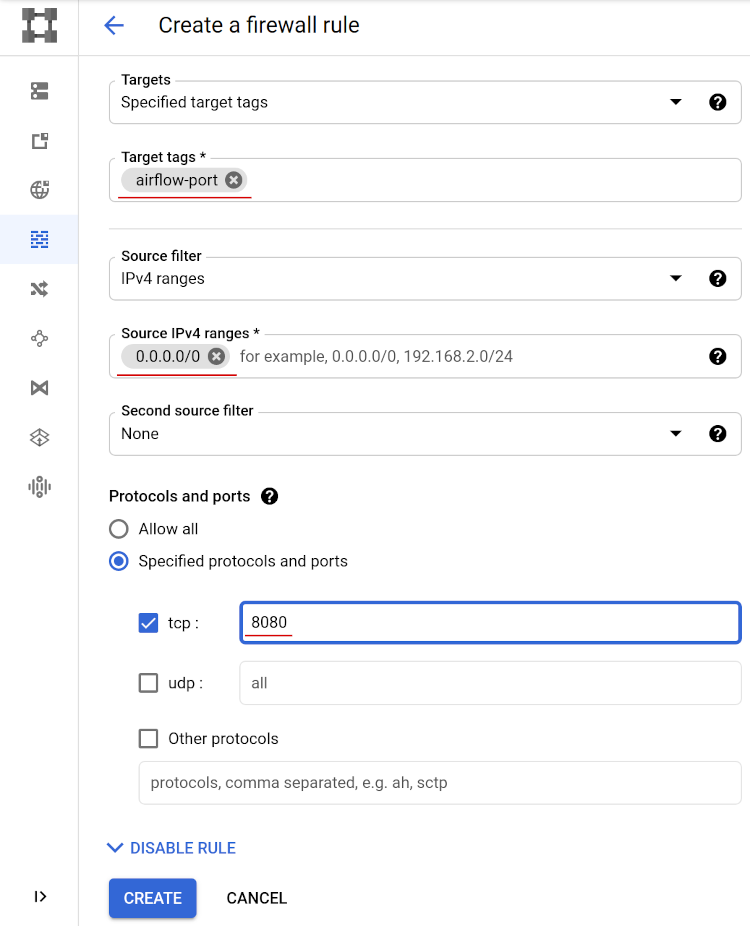 Create a firewall rule
Targets
Specified target tags
Target tags *
airflow-port
Source filter
IPv4 ranges
Source IPv4 ranges *
0.0.0.0/0 for example, 0.0.0.0/0, 192.168.2.0/24
Second source filter
None
Protocols and ports
Allow all
Specified protocols and ports
tcp : 8080
udp : all
Other protocols
protocols, comma separated, e.g. ah, sctp
DISABLE RULE
CREATE CANCEL